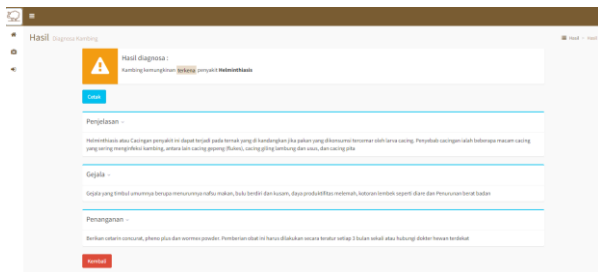 Hasil Diagnosa Kambing
Hasil > Hasil
Hasil diagnosa :
Kambing kemungkinan terkena penyakit Helminthiasis
Cetak
Penjelasan -
Helminthiasis atau Cacingan penyakit ini dapat terjadi pada ternak yang di kandangkan jika pakan yang dikonsumsi tercemar oleh larva cacing. Penyebab cacingan ialah beberapa macam cacing
yang sering menginfeksi kambing, antara lain cacing gepeng (flukes), cacing giling lambung dan usus, dan cacing pita
Gejala -
Gejala yang timbul umumnya berupa menurunnya nafsu makan, bulu berdiri dan kusam, daya produktifitas melemah, kotoran lembek seperti diare dan Penurunan berat badan
Penanganan -
Berikan cetarin concurat, pheno plus dan wormex powder. Pemberian obat ini harus dilakukan secara teratur setiap 2 bulan sekali atau hubungi dokter hewan terdekat
Kembali